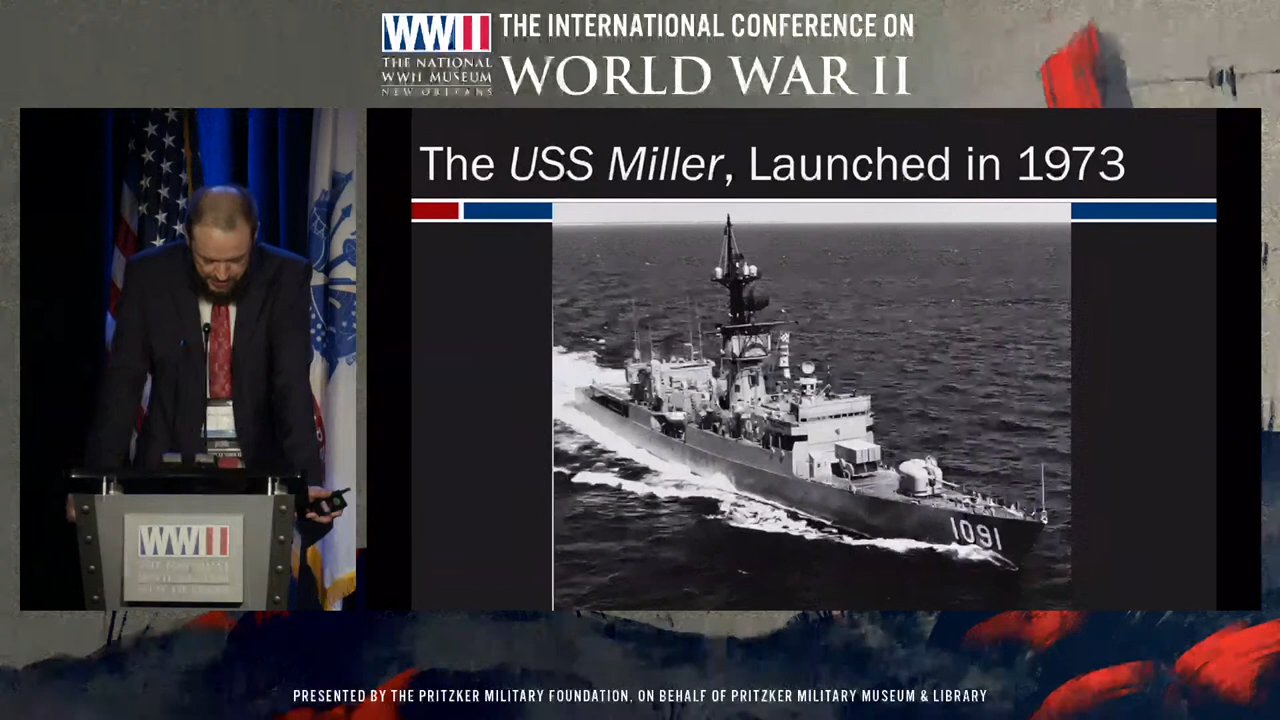 WWII
THE NATIONAL
WWII MUSEUM
NEW ORLEANS
THE INTERNATIONAL CONFERENCE ON
WORLD WAR II
The USS Miller, Launched in 1973
1091
WWII
PRESENTED BY THE PRITZKER MILITARY FOUNDATION, ON BEHALF OF PRITZKER MILITARY MUSEUM & LIBRARY